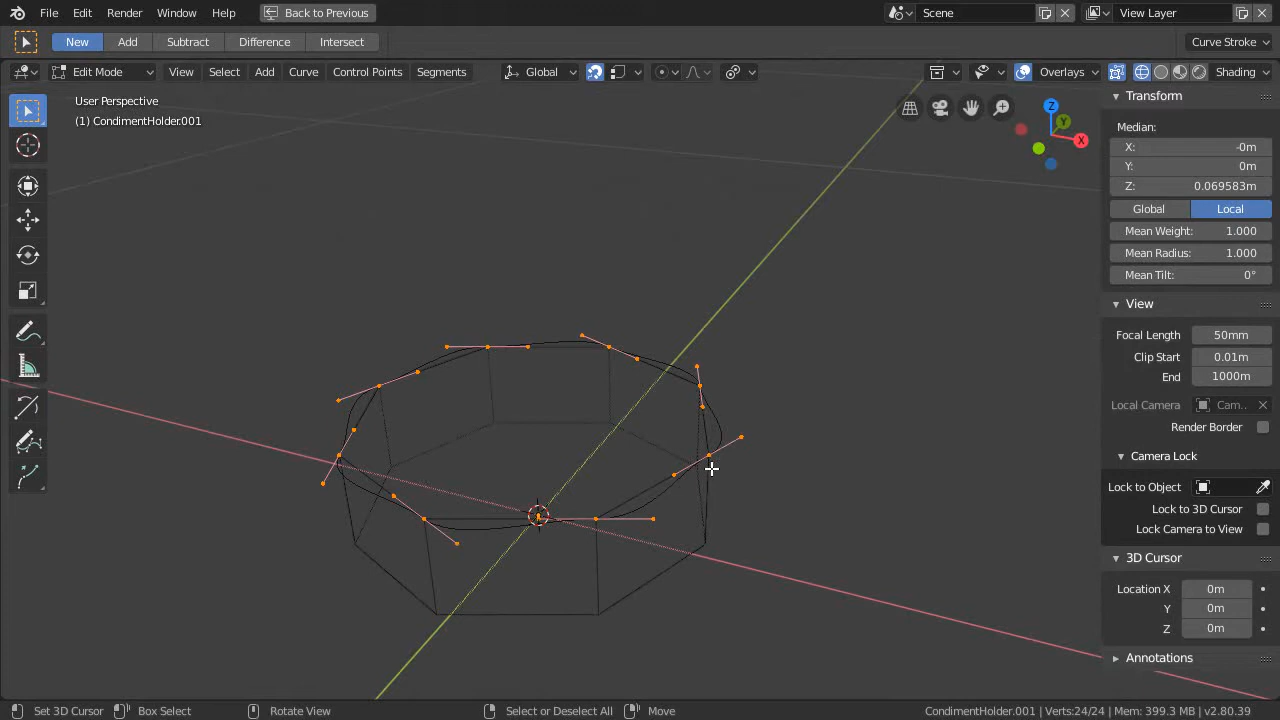 File Edit Render Window Help Back to Previous Scene View Layer
New Add Subtract Difference Intersect Curve Stroke
Edit Mode View Select Add Curve Control Points Segments Global Overlays Shading
User Perspective
(1) CondimentHolder.001
Z
Y
X
Transform
Median:
X: -0m
Y: 0m
Z: 0.069583m
Global Local
Mean Weight: 1.000
Mean Radius: 1.000
Mean Tilt: 0°
View
Focal Length 50mm
Clip Start 0.01m
End 1000m
Local Camera Cam..
Render Border
Camera Lock
Lock to Object
Lock to 3D Cursor
Lock Camera to View
3D Cursor
Location X 0m
Y 0m
Z 0m
Annotations
Set 3D Cursor Box Select Rotate View Select or Deselect All Move CondimentHolder.001 | Verts:24/24 | Mem: 399.3 MB | v2.80.39